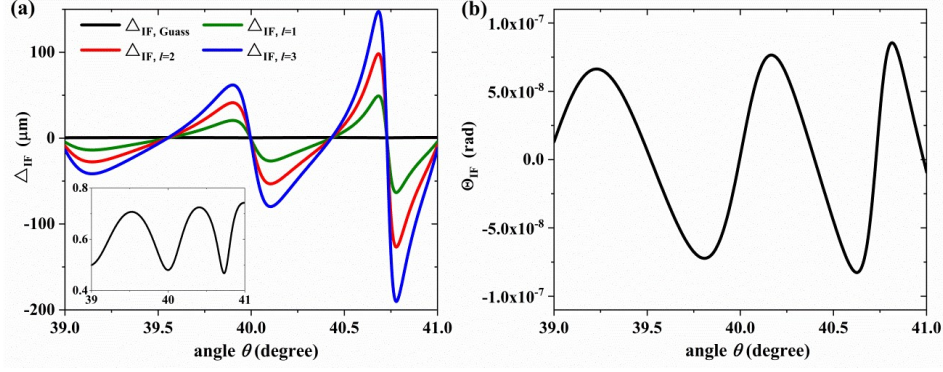 (a)
△IF, Guass
△IF, l=1
△IF, l=2
△IF, l=3
100
0
-100
-200
△IF (μm)
0.8
0.6
0.4
39 40 41
39.0 39.5 40.0 40.5 41.0
angle θ (degree)
(b)
1.0x10-7
5.0x10-8
0.0
-5.0x10-8
-1.0x10-7
ΘIF (rad)
39.0 39.5 40.0 40.5 41.0
angle θ (degree)